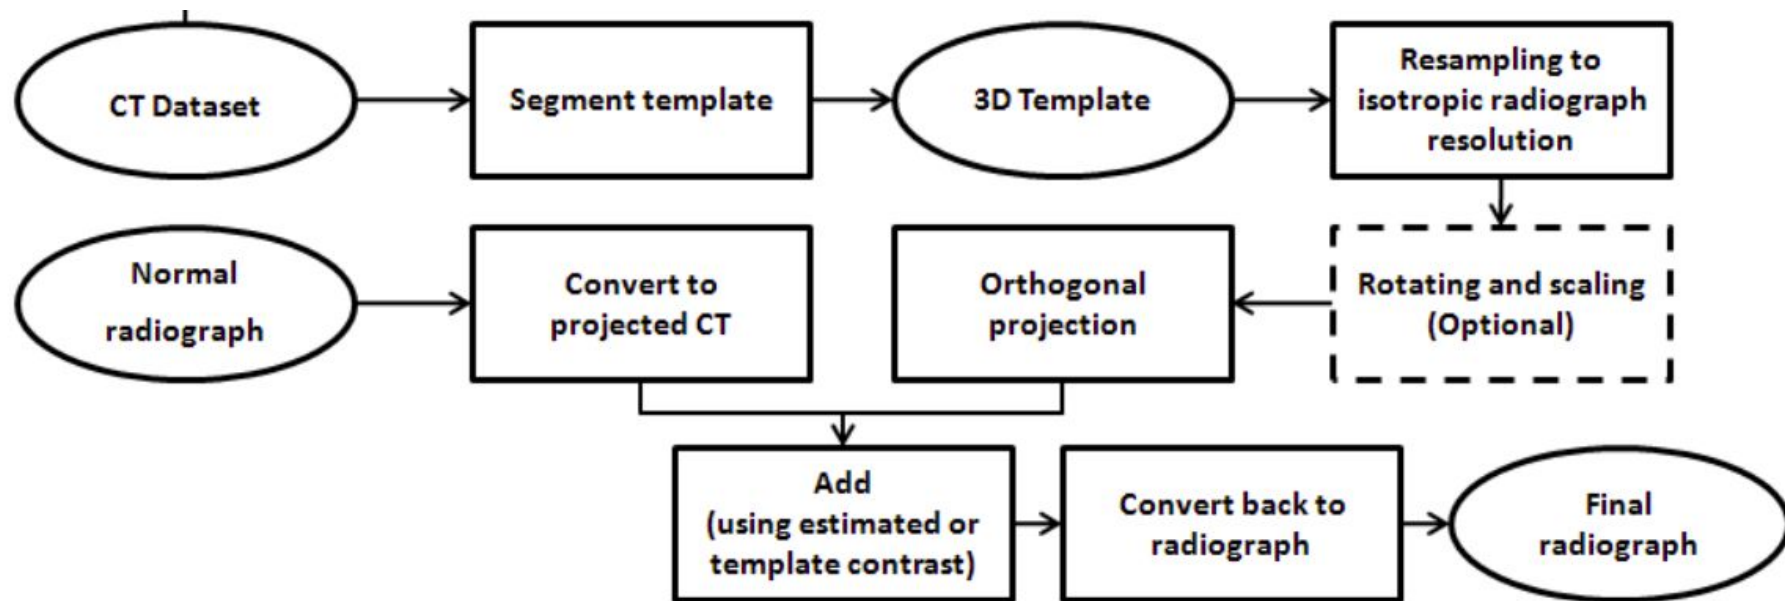 CT Dataset
Segment template
3D Template
Resampling to
isotropic radiograph
resolution
Normal
radiograph
Convert to
projected CT
Orthogonal
projection
Rotating and scaling
(Optional)
Add
(using estimated or
template contrast)
Convert back to
radiograph
Final
radiograph